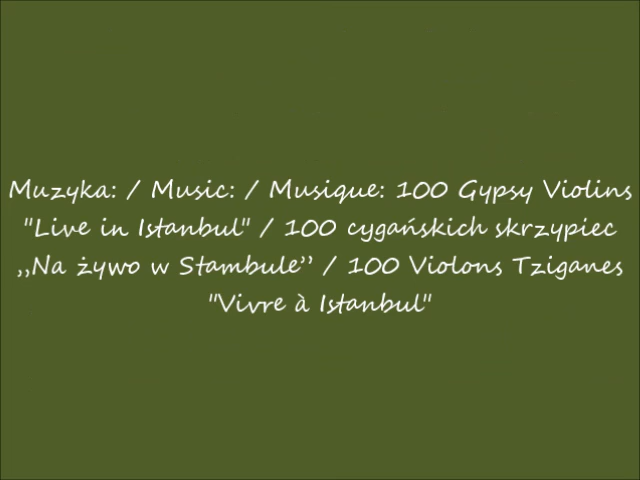 Muzyka: / Music: / Musique: 100 Gypsy Violins
"Live in Istanbul" / 100 cygańskich skrzypiec
„Na żywo w Stambule” / 100 Violons Tziganes
"Vivre à Istanbul"